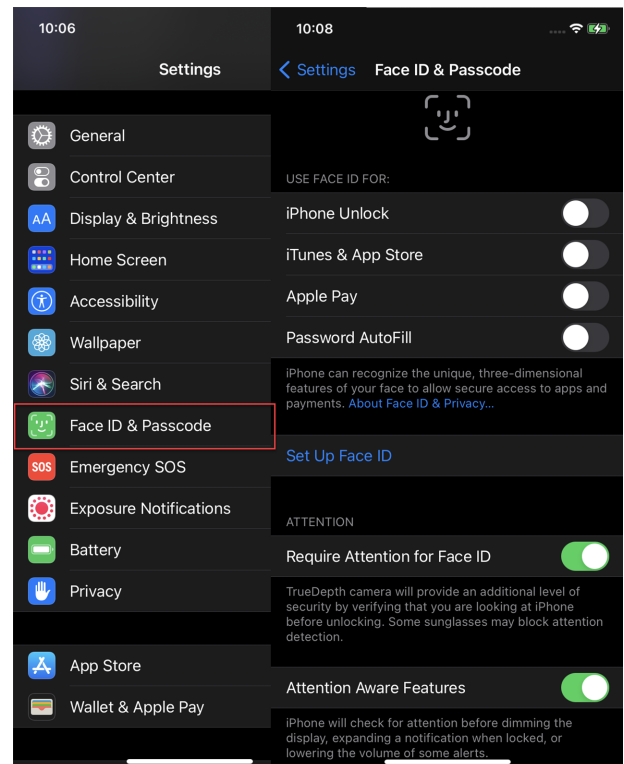 10:06
Settings
General
Control Center
AA Display & Brightness
Home Screen
Accessibility
Wallpaper
Siri & Search
Face ID & Passcode
SOS Emergency SOS
Exposure Notifications
Battery
Privacy
App Store
Wallet & Apple Pay
10:08
Settings Face ID & Passcode
USE FACE ID FOR:
iPhone Unlock
iTunes & App Store
Apple Pay
Password AutoFill
iPhone can recognize the unique, three-dimensional
features of your face to allow secure access to apps and
payments. About Face ID & Privacy...
Set Up Face ID
ATTENTION
Require Attention for Face ID
TrueDepth camera will provide an additional level of
security by verifying that you are looking at iPhone
before unlocking. Some sunglasses may block attention
detection.
Attention Aware Features
iPhone will check for attention before dimming the
display, expanding a notification when locked, or
lowering the volume of some alerts.